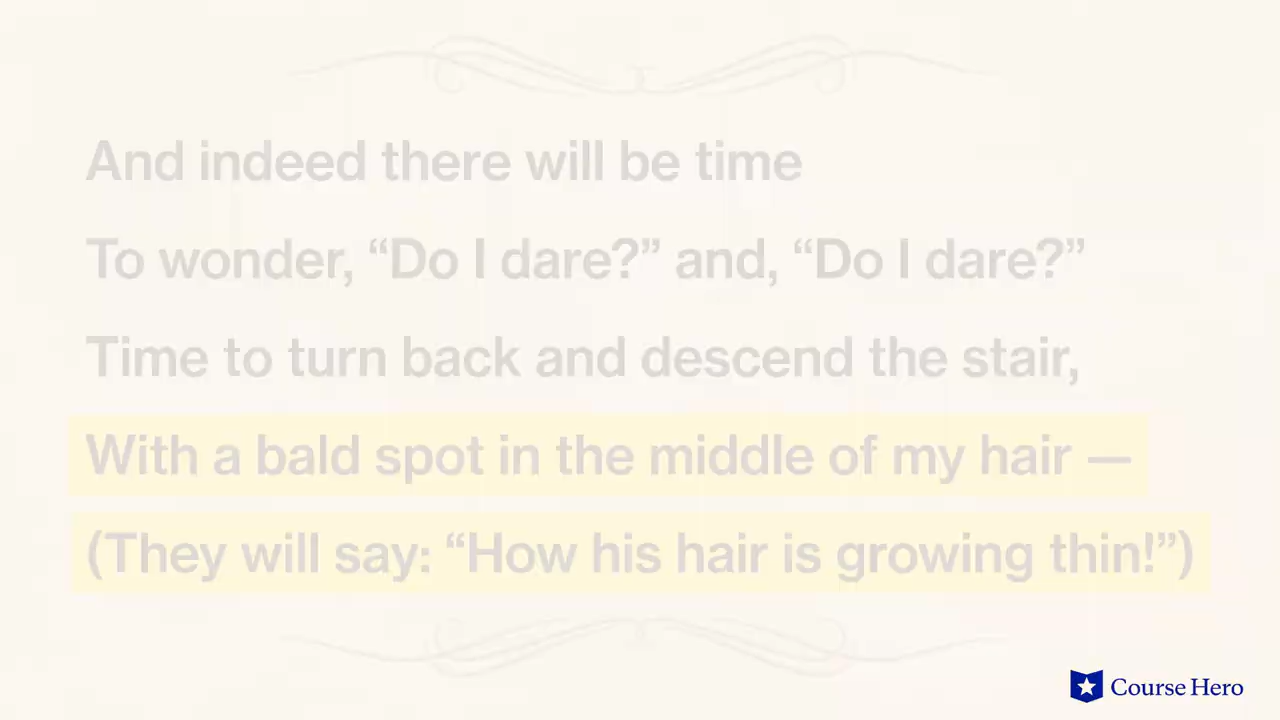 And indeed there will be time
To wonder, “Do I dare?” and, “Do I dare?”
Time to turn back and descend the stair,
With a bald spot in the middle of my hair —
(They will say: “How his hair is growing thin!”)
Course Hero